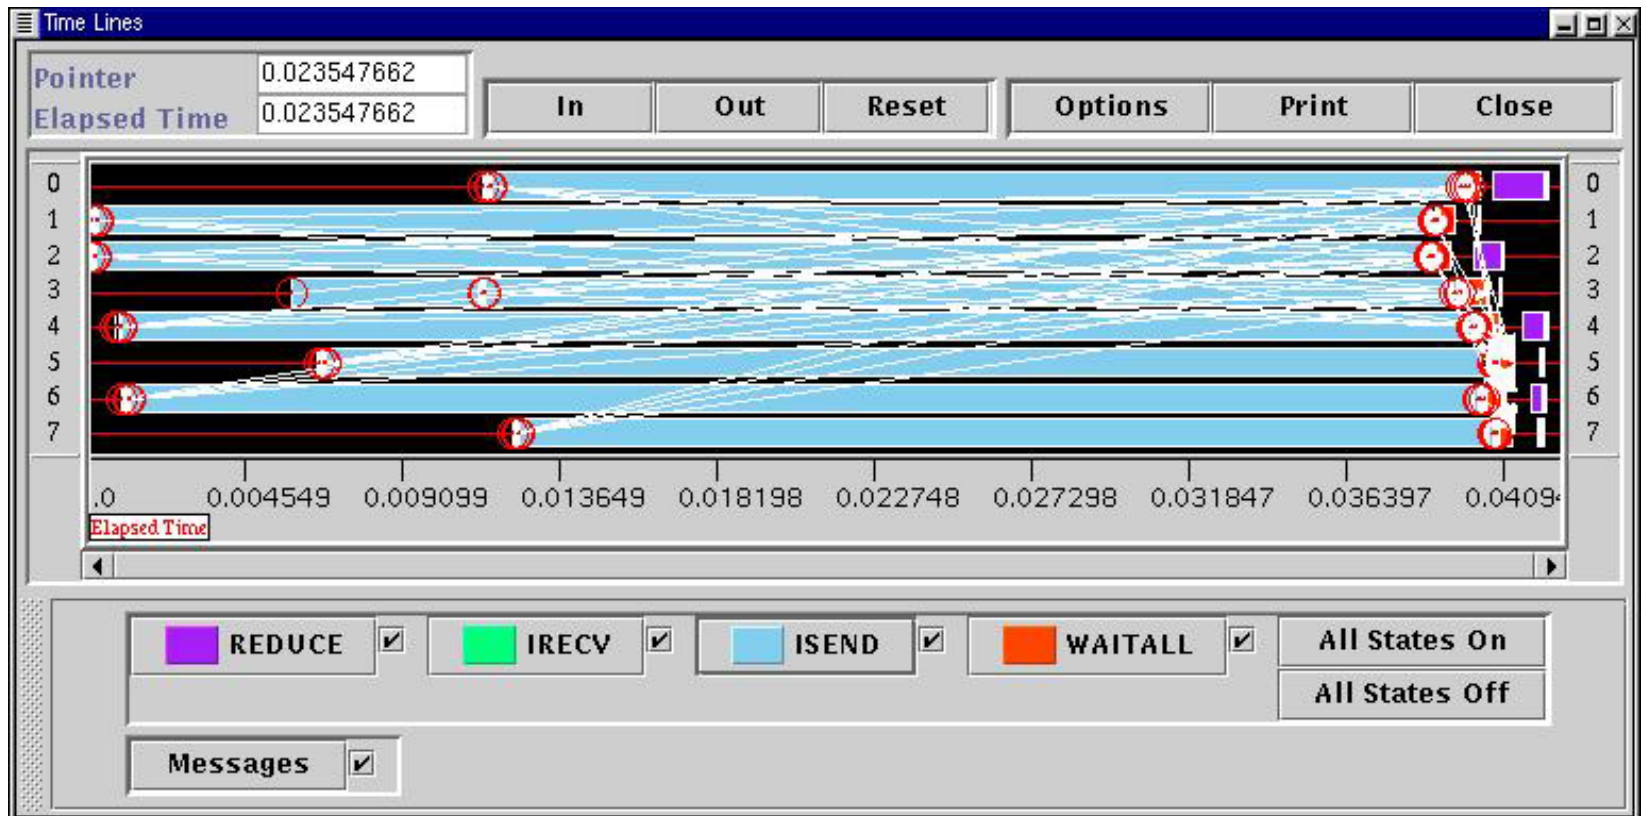 Time Lines
Pointer 0.023547662
Elapsed Time 0.023547662
In Out Reset Options Print Close
0 0
1 1
2 2
3 3
4 4
5 5
6 6
7 7
.0 0.004549 0.009099 0.013649 0.018198 0.022748 0.027298 0.031847 0.036397 0.04094
Elapsed Time
REDUCE IRECV ISEND WAITALL All States On
All States Off
Messages